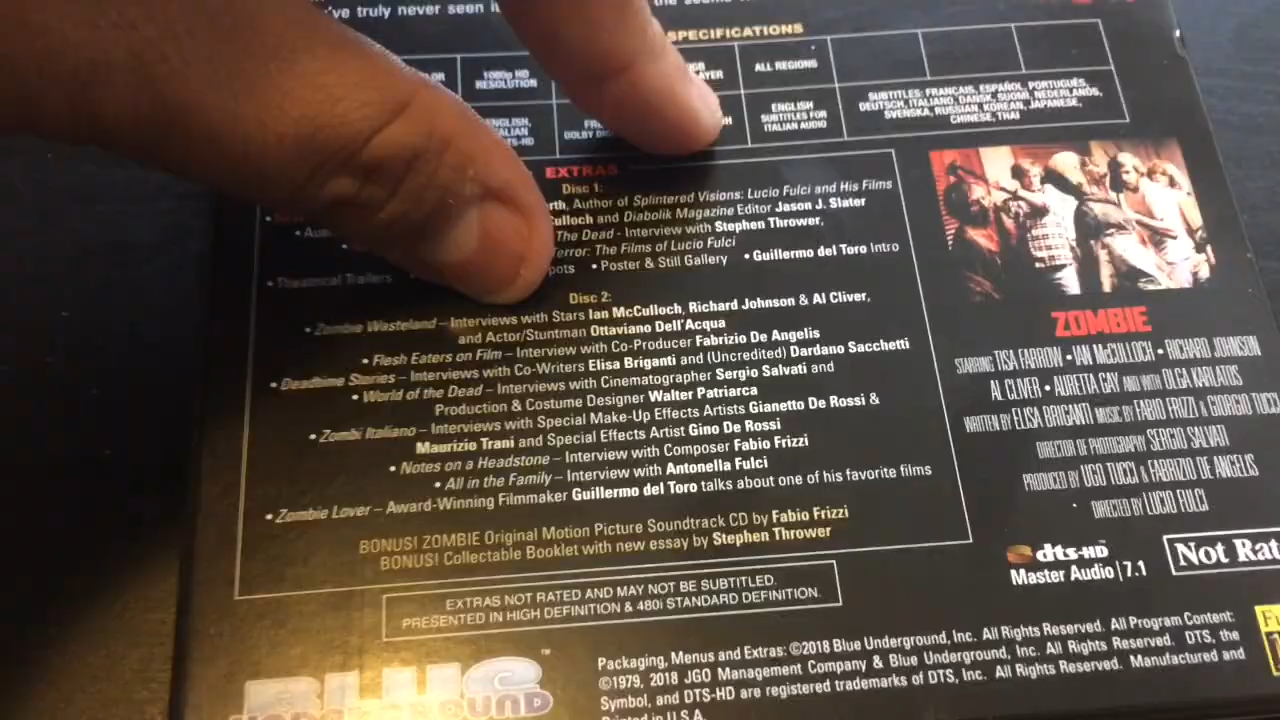 've truly never seen
SPECIFICATIONS
1080p HD
RESOLUTION
ALL REGIONS
ENGLISH
SUBTITLES FOR
ITALIAN AUDIO
SUBTITLES: FRANCAIS, ESPAÑOL, PORTUGUÊS,
DEUTSCH, ITALIANO, DANSK, SUOMI, NEDERLANDS,
SVENSKA, RUSSIAN, KOREAN, JAPANESE,
CHINESE, THAI
EXTRAS
Disc 1:
Author of Splintered Visions: Lucio Fulci and His Films
and Diabolik Magazine Editor Jason J. Slater
The Dead - Interview with Stephen Thrower,
The Films of Lucio Fulci
Theatrical Trailers
• Poster & Still Gallery • Guillermo del Toro Intro
Disc 2:
• Zombie Wasteland – Interviews with Stars Ian McCulloch, Richard Johnson & Al Cliver,
and Actor/Stuntman Ottaviano Dell'Acqua
• Flesh Eaters on Film – Interview with Co-Producer Fabrizio De Angelis
• Deadtime Stories – Interviews with Co-Writers Elisa Briganti and (Uncredited) Dardano Sacchetti
• World of the Dead – Interviews with Cinematographer Sergio Salvati and
Production & Costume Designer Walter Patriarca
• Zombi Italiano – Interviews with Special Make-Up Effects Artists Gianetto De Rossi &
Maurizio Trani and Special Effects Artist Gino De Rossi
• Notes on a Headstone – Interview with Composer Fabio Frizzi
• All in the Family – Interview with Antonella Fulci
• Zombie Lover – Award-Winning Filmmaker Guillermo del Toro talks about one of his favorite films
BONUS! ZOMBIE Original Motion Picture Soundtrack CD by Fabio Frizzi
BONUS! Collectable Booklet with new essay by Stephen Thrower
EXTRAS NOT RATED AND MAY NOT BE SUBTITLED.
PRESENTED IN HIGH DEFINITION & 480i STANDARD DEFINITION.
ZOMBIE
STARRING TISA FARROW • IAN McCULLOCH • RICHARD JOHNSON
AL CLIVER • AURETTA GAY AND WITH OLGA KARLATOS
WRITTEN BY ELISA BRIGANTI MUSIC BY FABIO FRIZZI & GIORGIO TUCCI
DIRECTOR OF PHOTOGRAPHY SERGIO SALVATI
PRODUCED BY UGO TUCCI & FABRIZIO DE ANGELIS
DIRECTED BY LUCIO FULCI
dts-HD
Master Audio | 7.1
Not
BLUE
UNDERGROUND
™
Packaging, Menus and Extras: ©2018 Blue Underground, Inc. All Rights Reserved. All Program Content:
©1979, 2018 JGO Management Company & Blue Underground, Inc. All Rights Reserved. DTS, the
Symbol, and DTS-HD are registered trademarks of DTS, Inc. All Rights Reserved. Manufactured and
Printed in U.S.A.